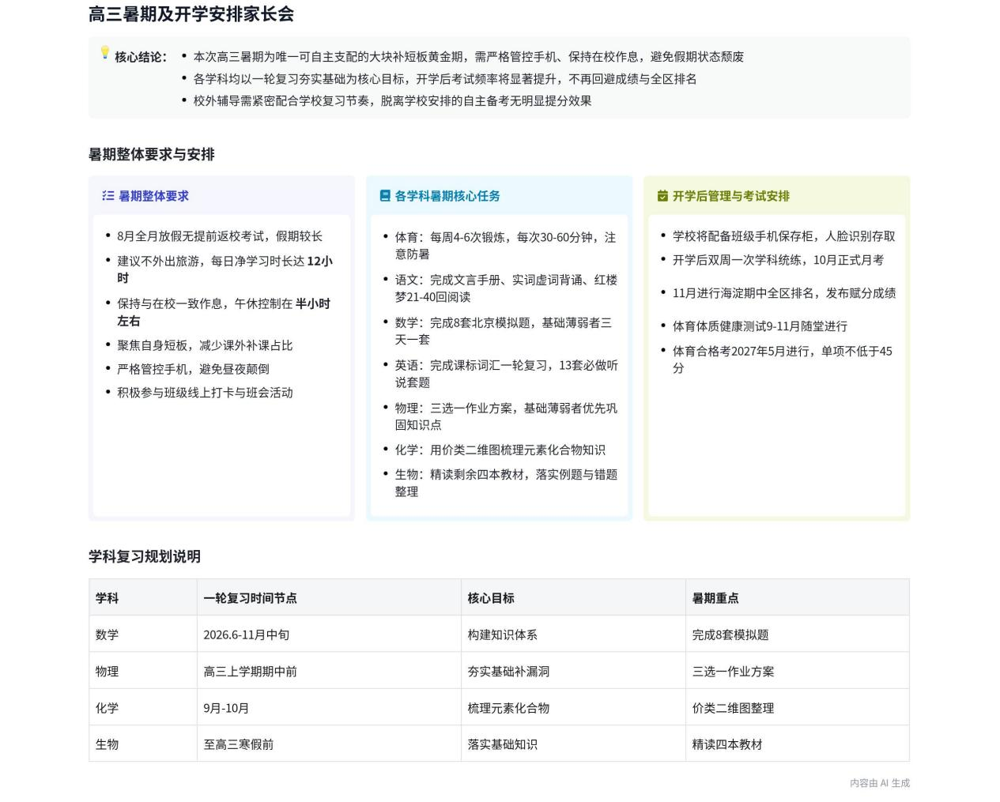 高三暑期及开学安排家长会
💡 核心结论：
• 本次高三暑期为唯一可自主支配的大块补短板黄金期，需严格管控手机、保持在校作息，避免假期状态颓废
• 各学科均以一轮复习夯实基础为核心目标，开学后考试频率将显著提升，不再回避成绩与全区排名
• 校外辅导需紧密配合学校复习节奏，脱离学校安排的自主备考无明显提分效果
暑期整体要求与安排
暑期整体要求
• 8月全月放假无提前返校考试，假期较长
• 建议不外出旅游，每日净学习时长达 12小
时
• 保持与在校一致作息，午休控制在 半小时
左右
• 聚焦自身短板，减少课外补课占比
• 严格管控手机，避免昼夜颠倒
• 积极参与班级线上打卡与班会活动
各学科暑期核心任务
• 体育：每周4-6次锻炼，每次30-60分钟，注
意防暑
• 语文：完成文言手册、实词虚词背诵、红楼
梦21-40回阅读
• 数学：完成8套北京模拟题，基础薄弱者三
天一套
• 英语：完成课标词汇一轮复习，13套必做听
说套题
• 物理：三选一作业方案，基础薄弱者优先巩
固知识点
• 化学：用价类二维图梳理元素化合物知识
• 生物：精读剩余四本教材，落实例题与错题
整理
开学后管理与考试安排
• 学校将配备班级手机保存柜，人脸识别存取
• 开学后双周一次学科统练，10月正式月考
• 11月进行海淀期中全区排名，发布赋分成绩
• 体育体质健康测试9-11月随堂进行
• 体育合格考2027年5月进行，单项不低于45
分
学科复习规划说明
学科 一轮复习时间节点 核心目标 暑期重点
数学 2026.6-11月中旬 构建知识体系 完成8套模拟题
物理 高三上学期期中前 夯实基础补漏洞 三选一作业方案
化学 9月-10月 梳理元素化合物 价类二维图整理
生物 至高三寒假前 落实基础知识 精读四本教材
内容由 AI 生成